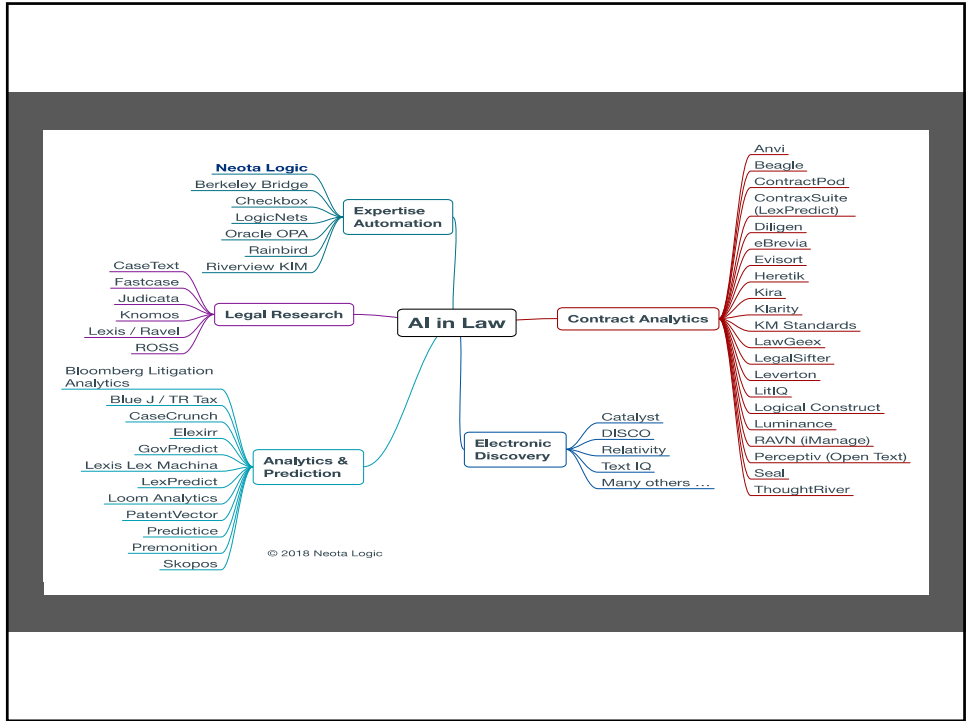 AI in Law
Expertise
Automation
Neota Logic
Berkeley Bridge
Checkbox
LogicNets
Oracle OPA
Rainbird
Riverview KIM
Legal Research
CaseText
Fastcase
Judicata
Knomos
Lexis / Ravel
ROSS
Analytics &
Prediction
Bloomberg Litigation
Analytics
Blue J / TR Tax
CaseCrunch
Elexirr
GovPredict
Lexis Lex Machina
LexPredict
Loom Analytics
PatentVector
Predictice
Premonition
Skopos
Contract Analytics
Anvi
Beagle
ContractPod
ContraxSuite
(LexPredict)
Diligen
eBrevia
Evisort
Heretik
Kira
Klarity
KM Standards
LawGeex
LegalSifter
Leverton
LitIQ
Logical Construct
Luminance
RAVN (iManage)
Perceptiv (Open Text)
Seal
ThoughtRiver
Electronic
Discovery
Catalyst
DISCO
Relativity
Text IQ
Many others ...
© 2018 Neota Logic